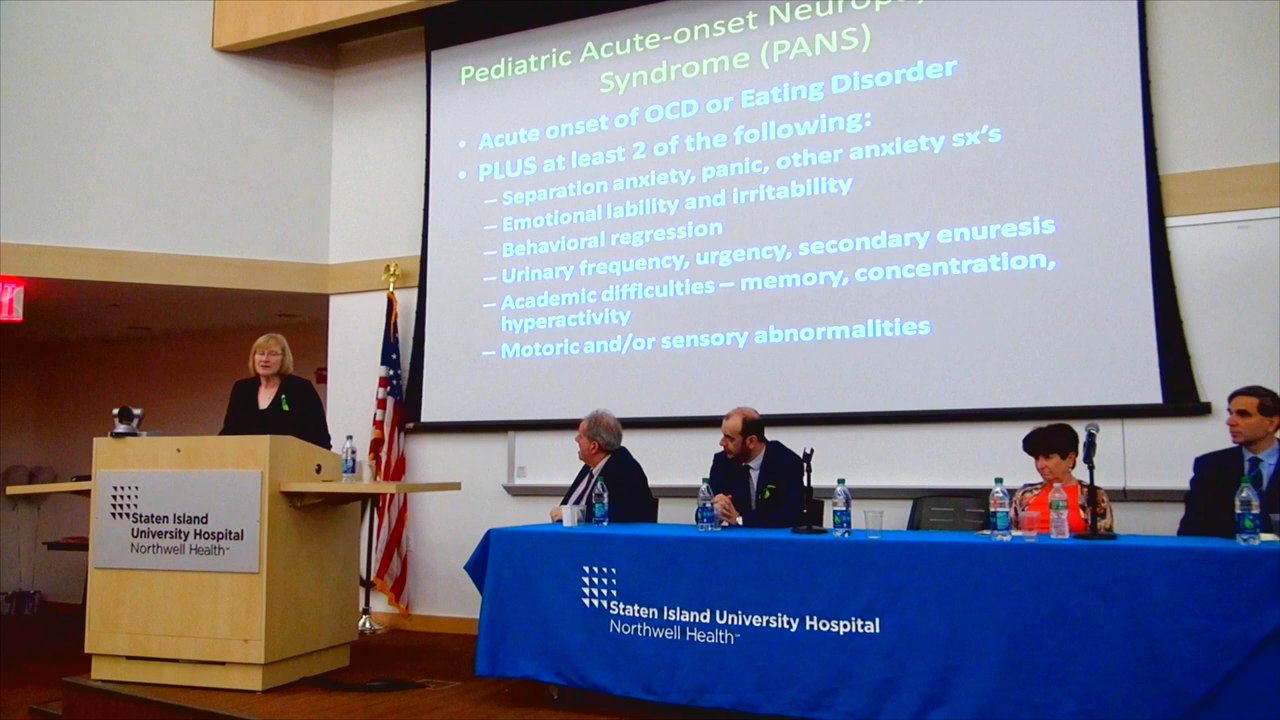 Pediatric Acute-onset
Syndrome (PANS)
• Acute onset of OCD or Eating Disorder
• PLUS at least 2 of the following:
– Separation anxiety, panic, other anxiety sx's
– Emotional lability and irritability
– Behavioral regression
– Urinary frequency, urgency, secondary enuresis
– Academic difficulties – memory, concentration,
hyperactivity
– Motoric and/or sensory abnormalities
Staten Island
University Hospital
Northwell Health
Staten Island University Hospital
Northwell Health